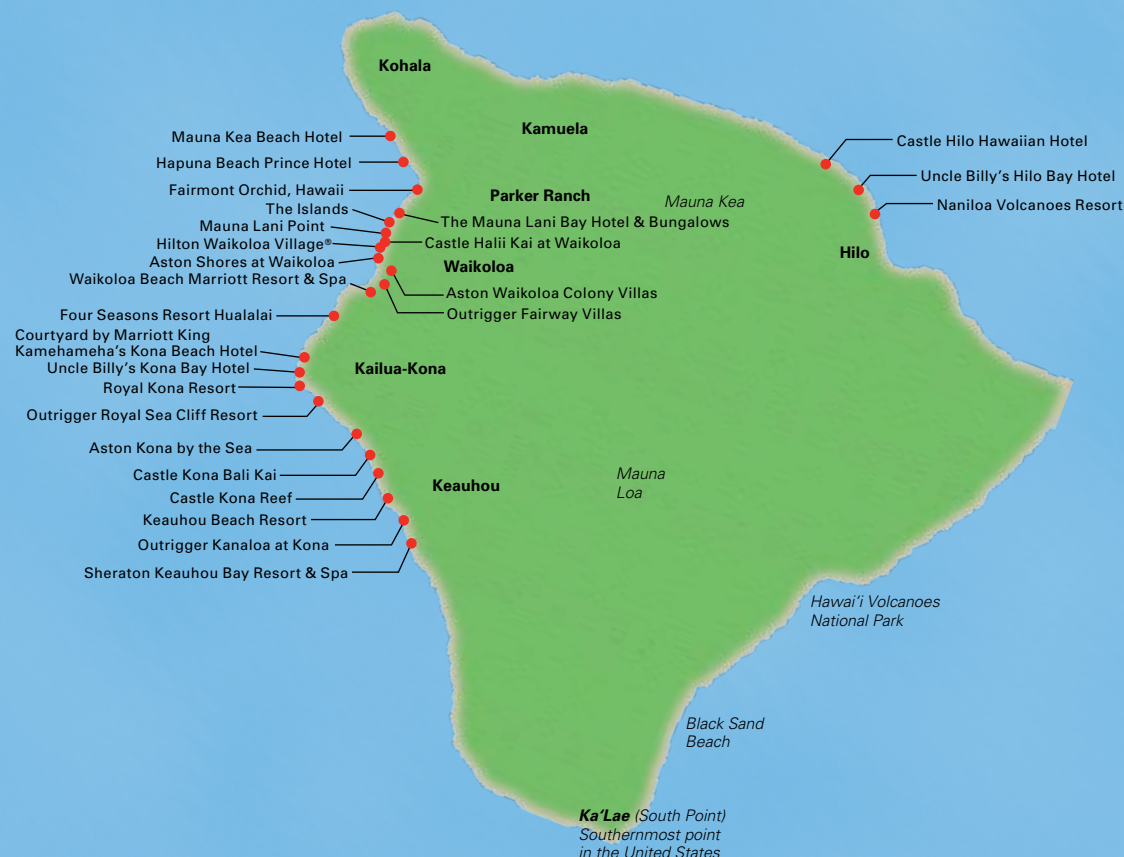 Kohala
Kamuela
Mauna Kea Beach Hotel
Hapuna Beach Prince Hotel
Fairmont Orchid, Hawaii
The Islands
Mauna Lani Point
Hilton Waikoloa Village®
Aston Shores at Waikoloa
Waikoloa Beach Marriott Resort & Spa
Four Seasons Resort Hualalai
Courtyard by Marriott King
Kamehameha's Kona Beach Hotel
Uncle Billy's Kona Bay Hotel
Royal Kona Resort
Outrigger Royal Sea Cliff Resort
Aston Kona by the Sea
Castle Kona Bali Kai
Castle Kona Reef
Keauhou Beach Resort
Outrigger Kanaloa at Kona
Sheraton Keauhou Bay Resort & Spa
Parker Ranch
Mauna Kea
The Mauna Lani Bay Hotel & Bungalows
Castle Halii Kai at Waikoloa
Waikoloa
Aston Waikoloa Colony Villas
Outrigger Fairway Villas
Kailua-Kona
Keauhou
Mauna
Loa
Castle Hilo Hawaiian Hotel
Uncle Billy's Hilo Bay Hotel
Naniloa Volcanoes Resort
Hilo
Hawai'i Volcanoes
National Park
Black Sand
Beach
Ka'Lae (South Point)
Southernmost point
in the United States